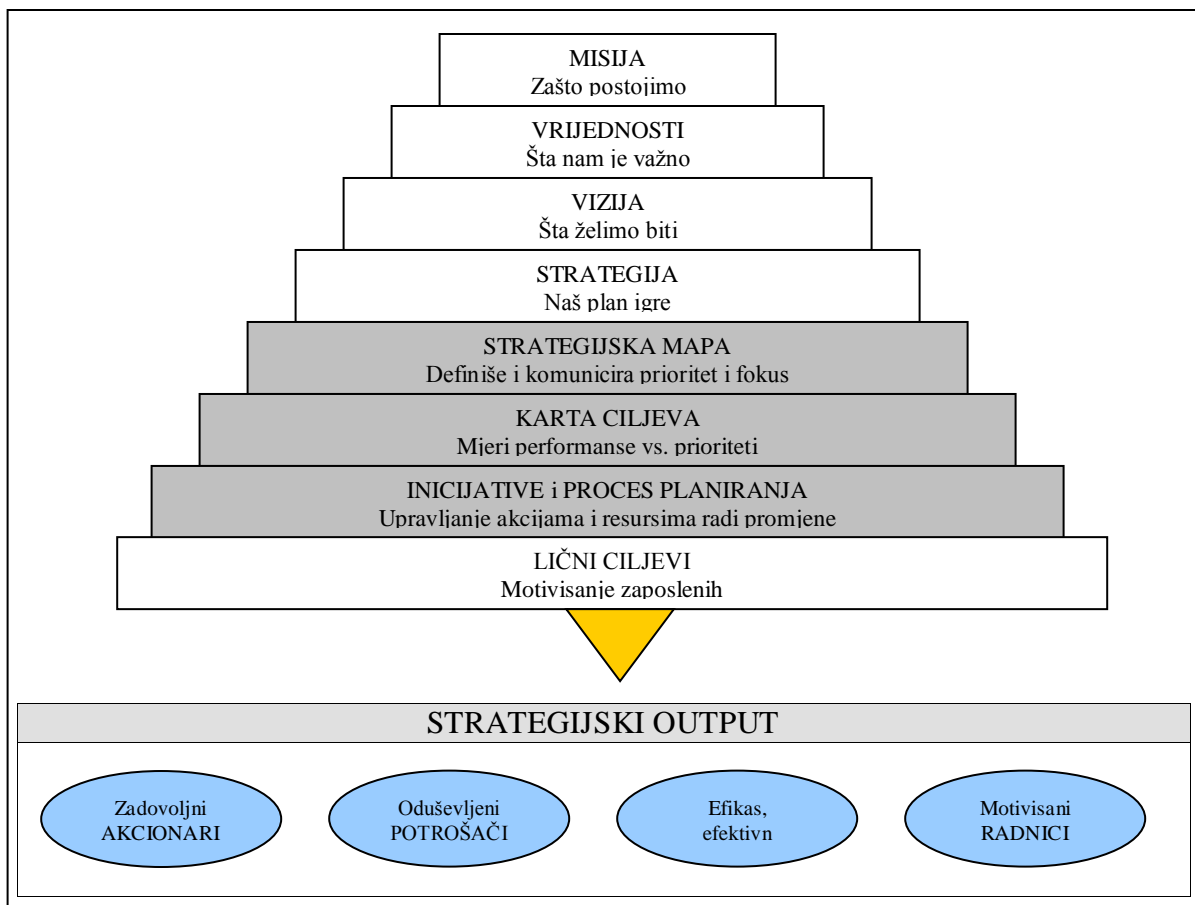 MISIJA
Zašto postojimo
VRIJEDNOSTI
Šta nam je važno
VIZIJA
Šta želimo biti
STRATEGIJA
Naš plan igre
STRATEGIJSKA MAPA
Definiše i komunicira prioritet i fokus
KARTA CILJEVA
Mjeri performanse vs. prioriteti
INICIJATIVE i PROCES PLANIRANJA
Upravljanje akcijama i resursima radi promjene
LIČNI CILJEVI
Motivisanje zaposlenih
STRATEGIJSKI OUTPUT
Zadovoljni
AKCIONARI
Oduševljeni
POTROŠAČI
Efikas,
efektivn
Motivisani
RADNICI